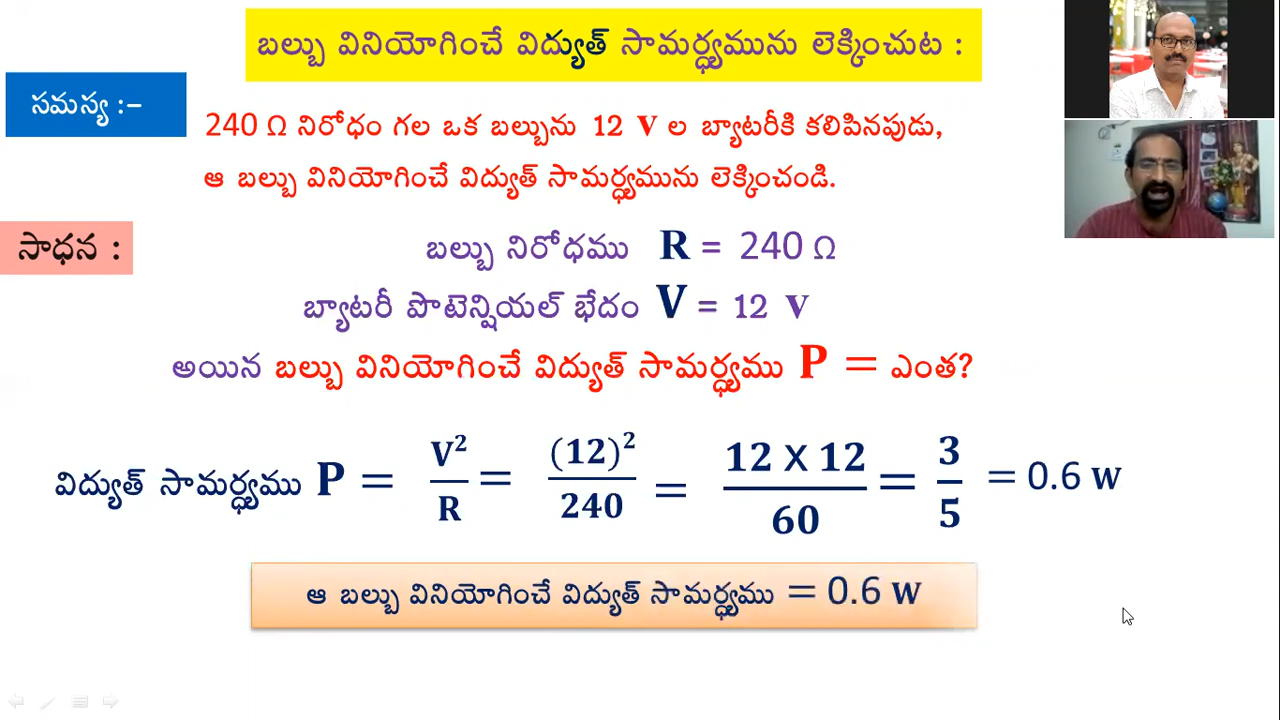 బల్బు వినియోగించే విద్యుత్ సామర్థ్యమును లెక్కించుట :
సమస్య :–
240 Ω నిరోధం గల ఒక బల్బును 12 V ల బ్యాటరీకి కలిపినపుడు,
ఆ బల్బు వినియోగించే విద్యుత్ సామర్థ్యమును లెక్కించండి.
సాధన :
బల్బు నిరోధము R = 240 Ω
బ్యాటరీ పొటెన్షియల్ భేదం V = 12 V
అయిన బల్బు వినియోగించే విద్యుత్ సామర్థ్యము P = ఎంత?
విద్యుత్ సామర్థ్యము P = V²/R = (12)²/240 = 12 X 12/60 = 3/5 = 0.6 w
ఆ బల్బు వినియోగించే విద్యుత్ సామర్థ్యము = 0.6 w